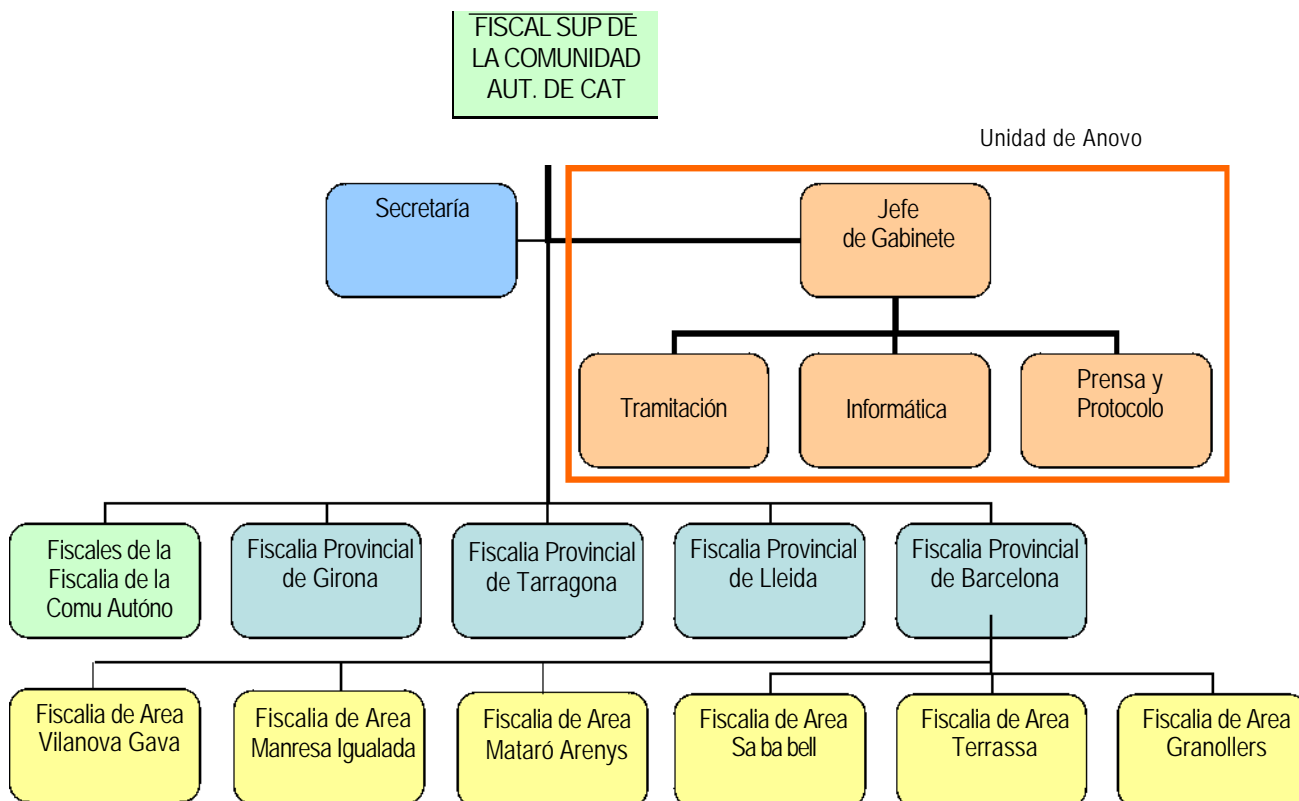 FISCAL SUP DE
LA COMUNIDAD
AUT. DE CAT
Unidad de Anovo
Secretaría
Jefe
de Gabinete
Tramitación
Informática
Prensa y
Protocolo
Fiscales de la
Fiscalia de la
Comu Autóno
Fiscalia Provincial
de Girona
Fiscalia Provincial
de Tarragona
Fiscalia Provincial
de Lleida
Fiscalia Provincial
de Barcelona
Fiscalia de Area
Vilanova Gava
Fiscalia de Area
Manresa Igualada
Fiscalia de Area
Mataró Arenys
Fiscalia de Area
Sa ba bell
Fiscalia de Area
Terrassa
Fiscalia de Area
Granollers